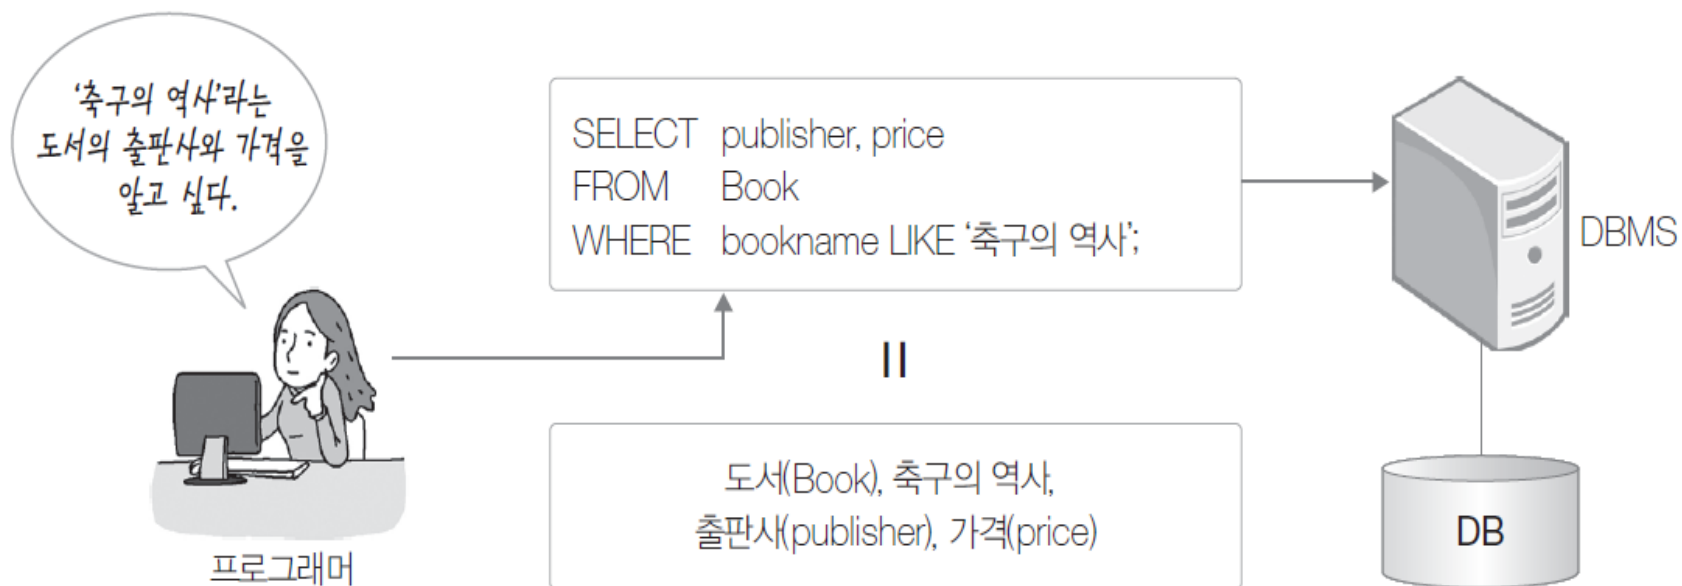 ‘축구의 역사’라는
도서의 출판사와 가격을
알고 싶다.
SELECT publisher, price
FROM Book
WHERE bookname LIKE ‘축구의 역사’;
DBMS
=
도서(Book), 축구의 역사,
출판사(publisher), 가격(price)
DB
프로그래머